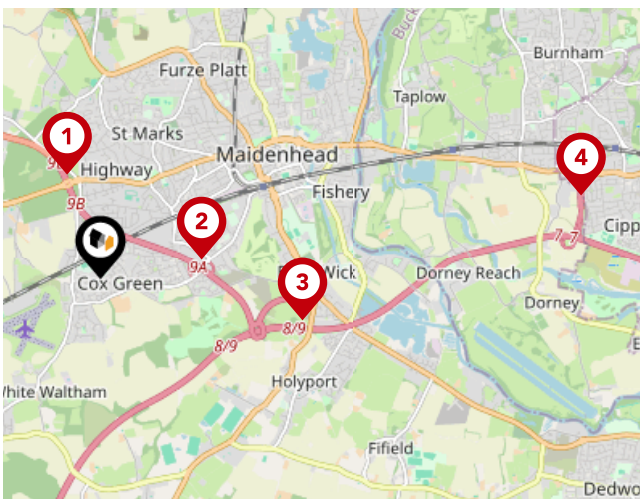 Burnham
Furze Platt
Taplow
1
St Marks
4
Maidenhead
Highway
Fishery
9B
2
7
7
Cipp
9A
Dorney Reach
Cox Green
3
Wick
Dorney
8/9
8/9
White Waltham
Holyport
Fifield
Dedwo